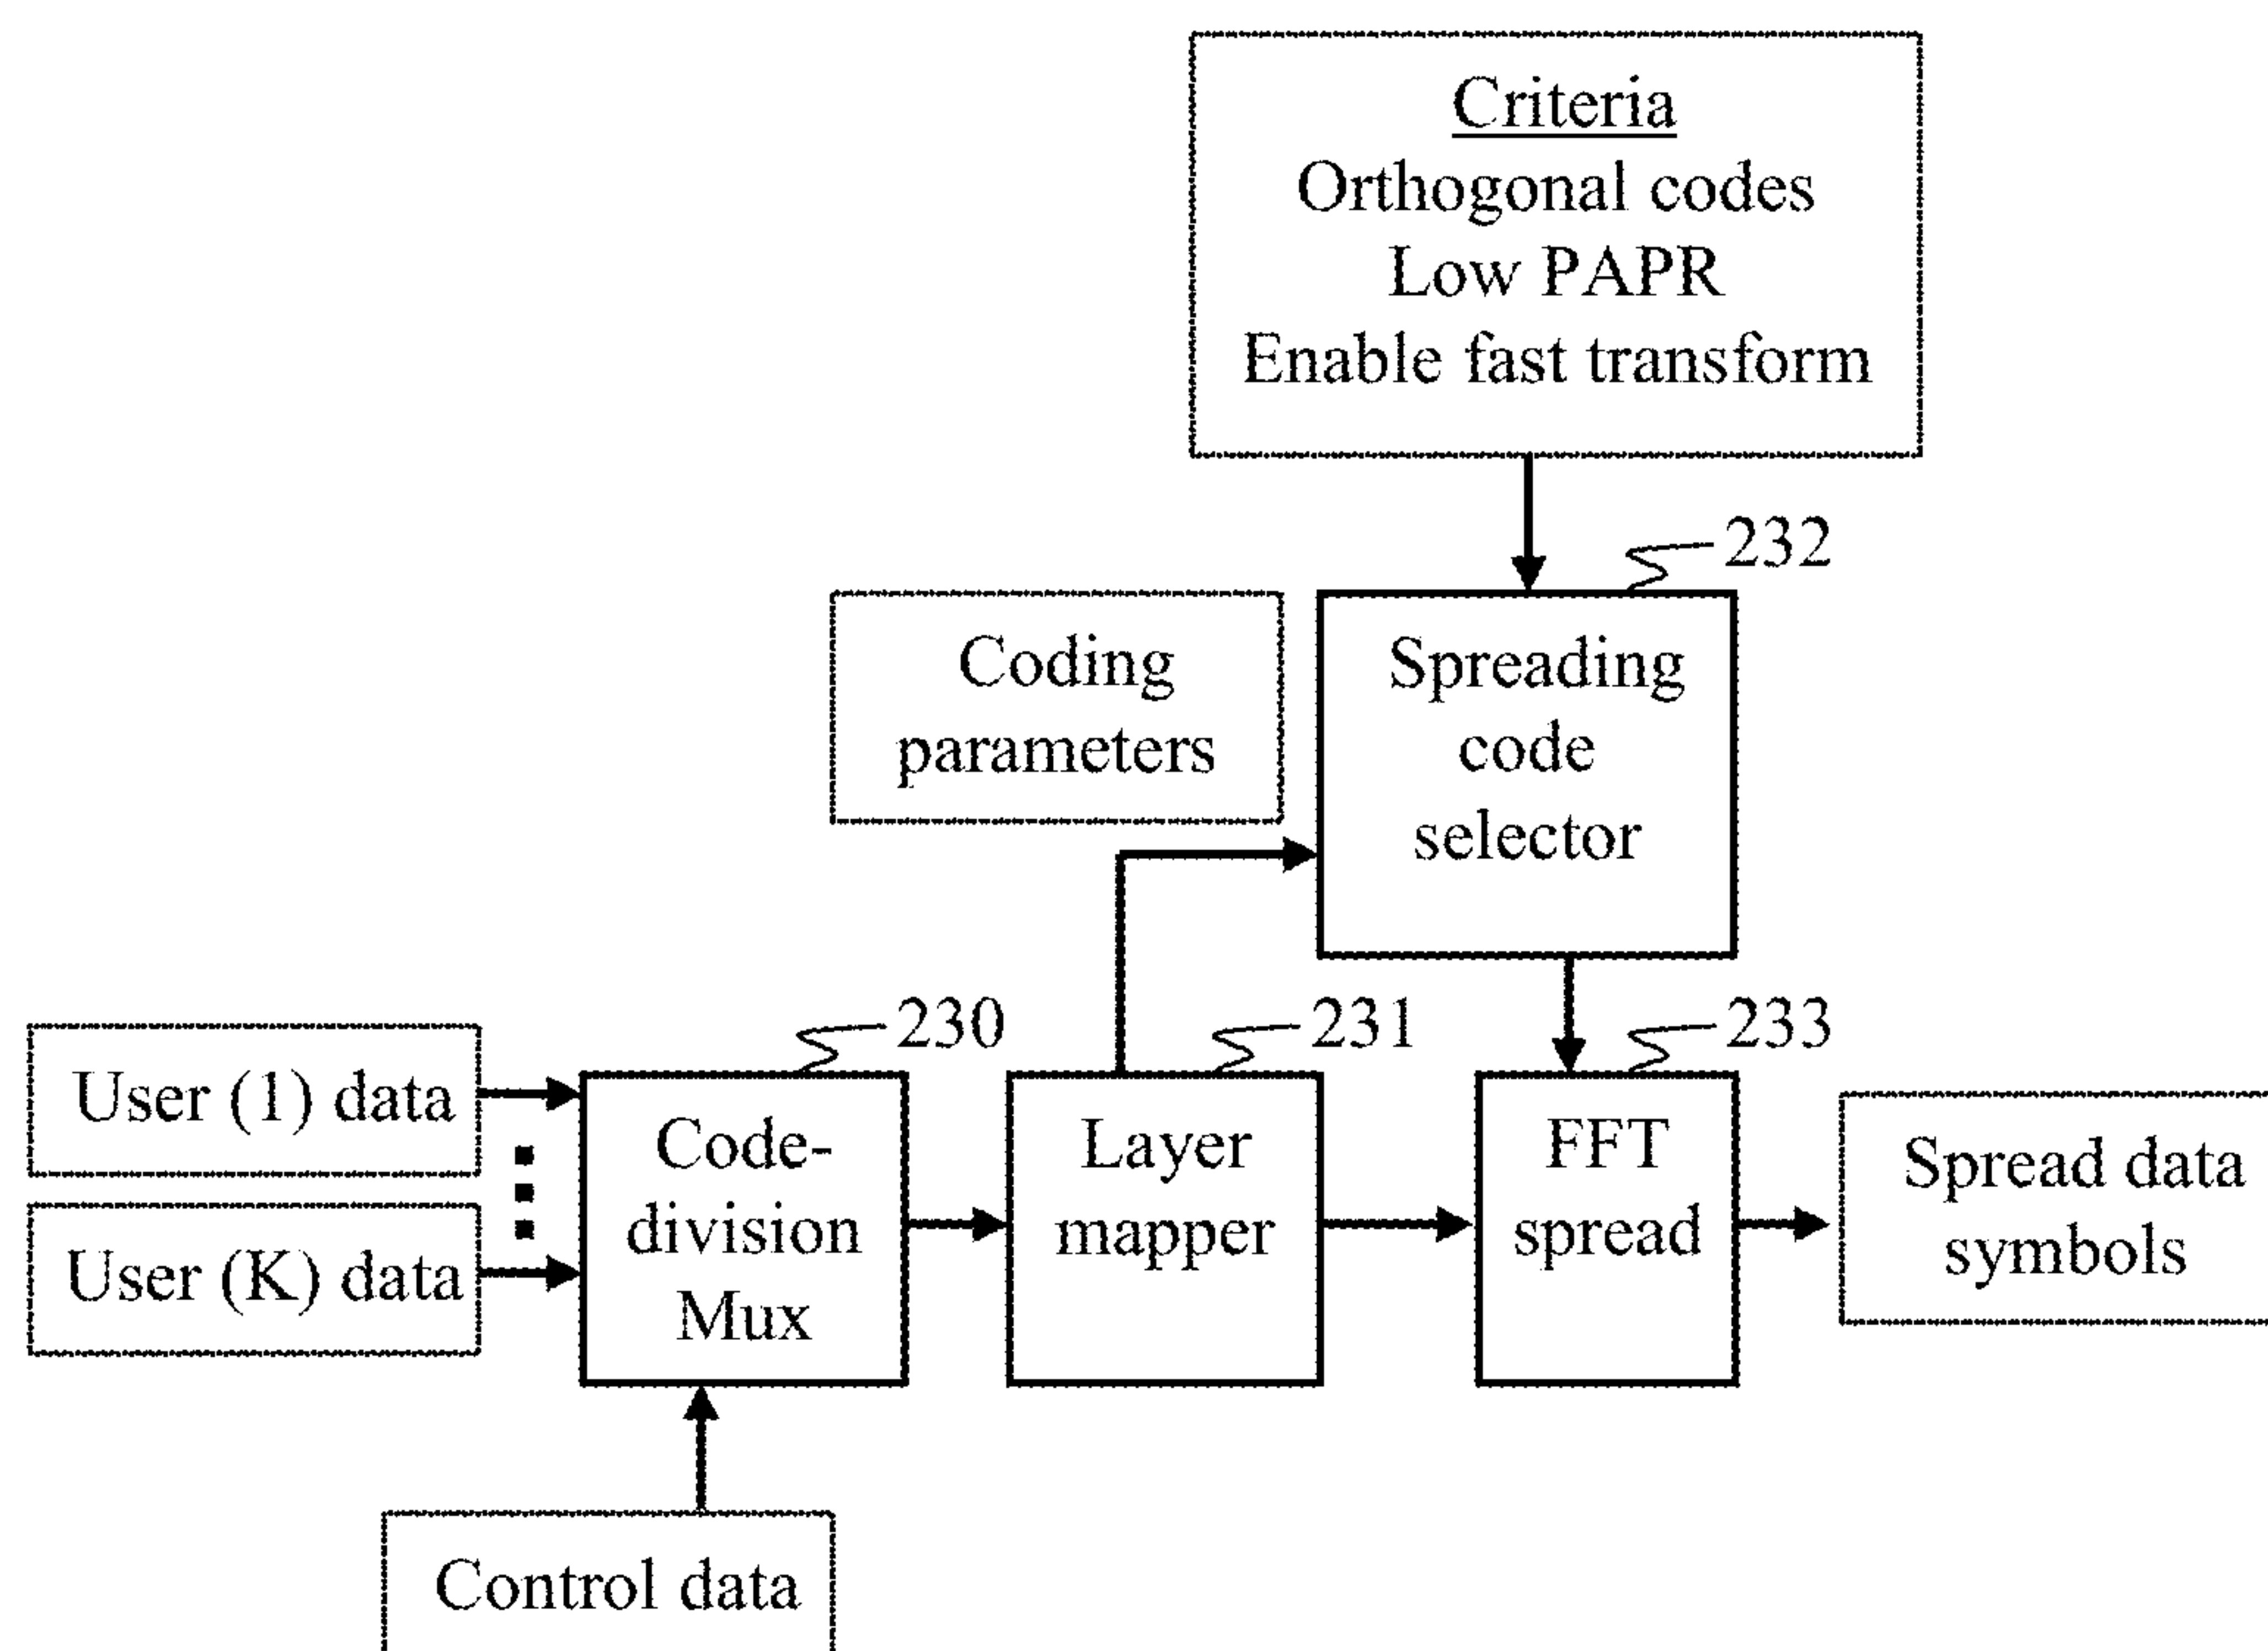 Criteria
Orthogonal codes
Low PAPR
Enable fast transform
232
Coding
parameters
Spreading
code
selector
230
231
233
User (1) data
User (K) data
Code-
division
Mux
Layer
mapper
FFT
spread
Spread data
symbols
Control data